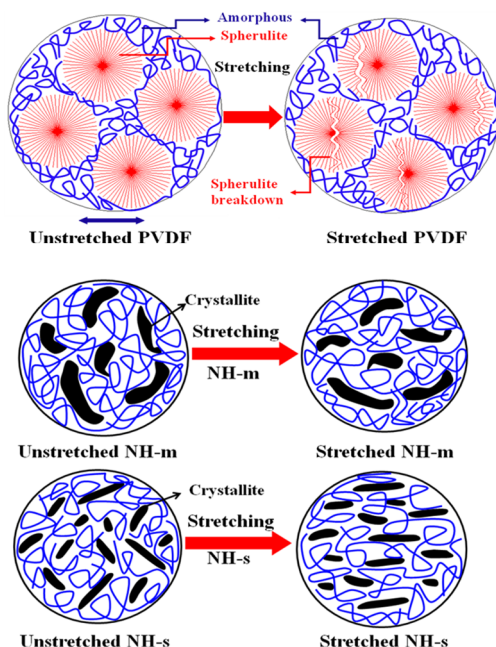 Amorphous
Spherulite
Stretching
Spherulite
breakdown
Unstretched PVDF
Stretched PVDF
Crystallite
Stretching
NH-m
Unstretched NH-m
Stretched NH-m
Crystallite
Stretching
NH-s
Unstretched NH-s
Stretched NH-s